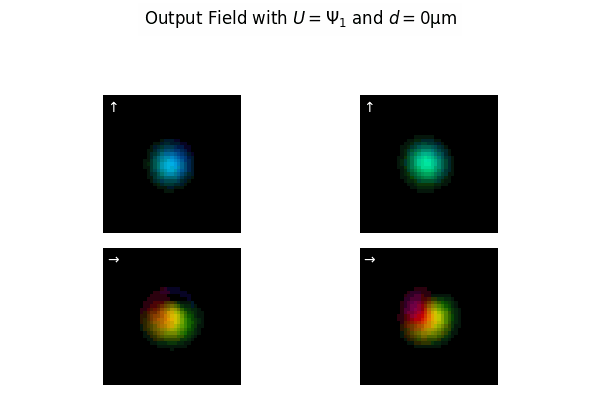 Output Field with U = Ψ₁ and d = 0μm
↑ ↑
→ →